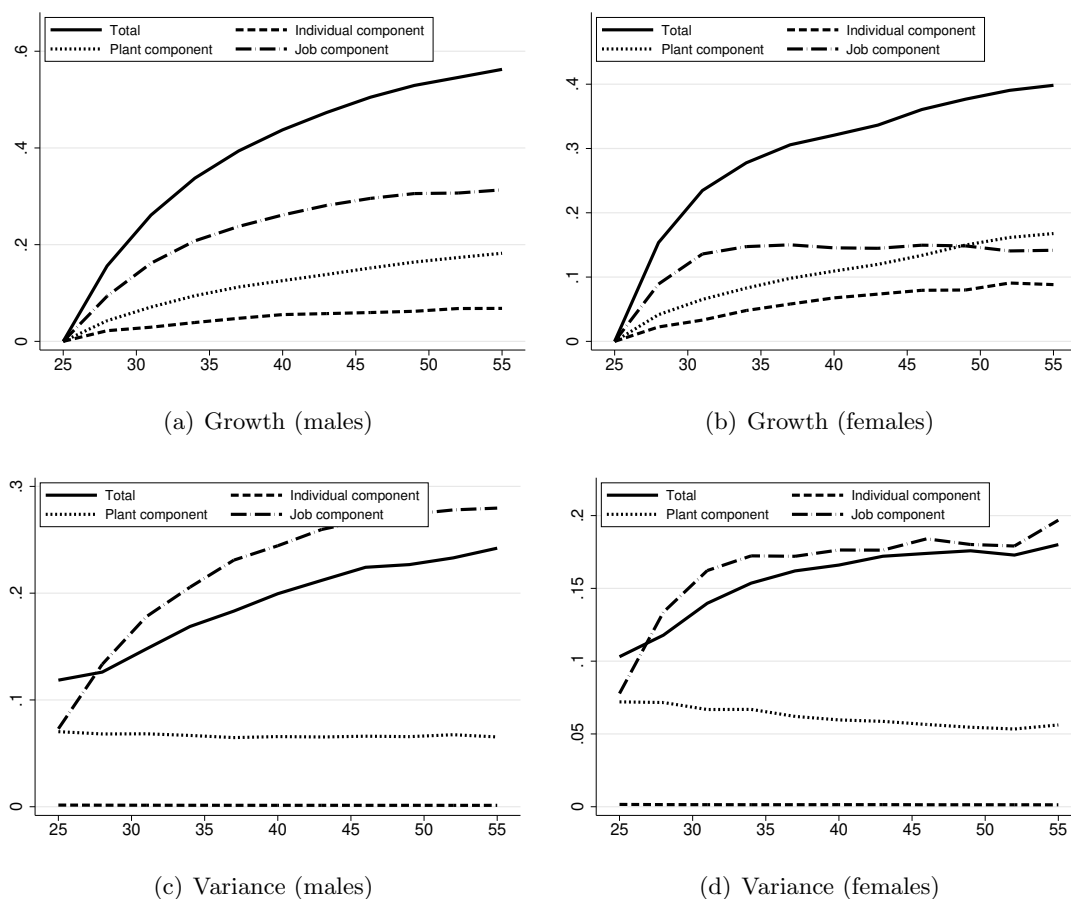 Total Individual component
Plant component Job component
.6
.4
.2
0
25 30 35 40 45 50 55
(a) Growth (males)
Total Individual component
Plant component Job component
.4
.3
.2
.1
0
25 30 35 40 45 50 55
(b) Growth (females)
Total Individual component
Plant component Job component
.3
.2
.1
0
25 30 35 40 45 50 55
(c) Variance (males)
Total Individual component
Plant component Job component
.2
.15
.1
.05
0
25 30 35 40 45 50 55
(d) Variance (females)